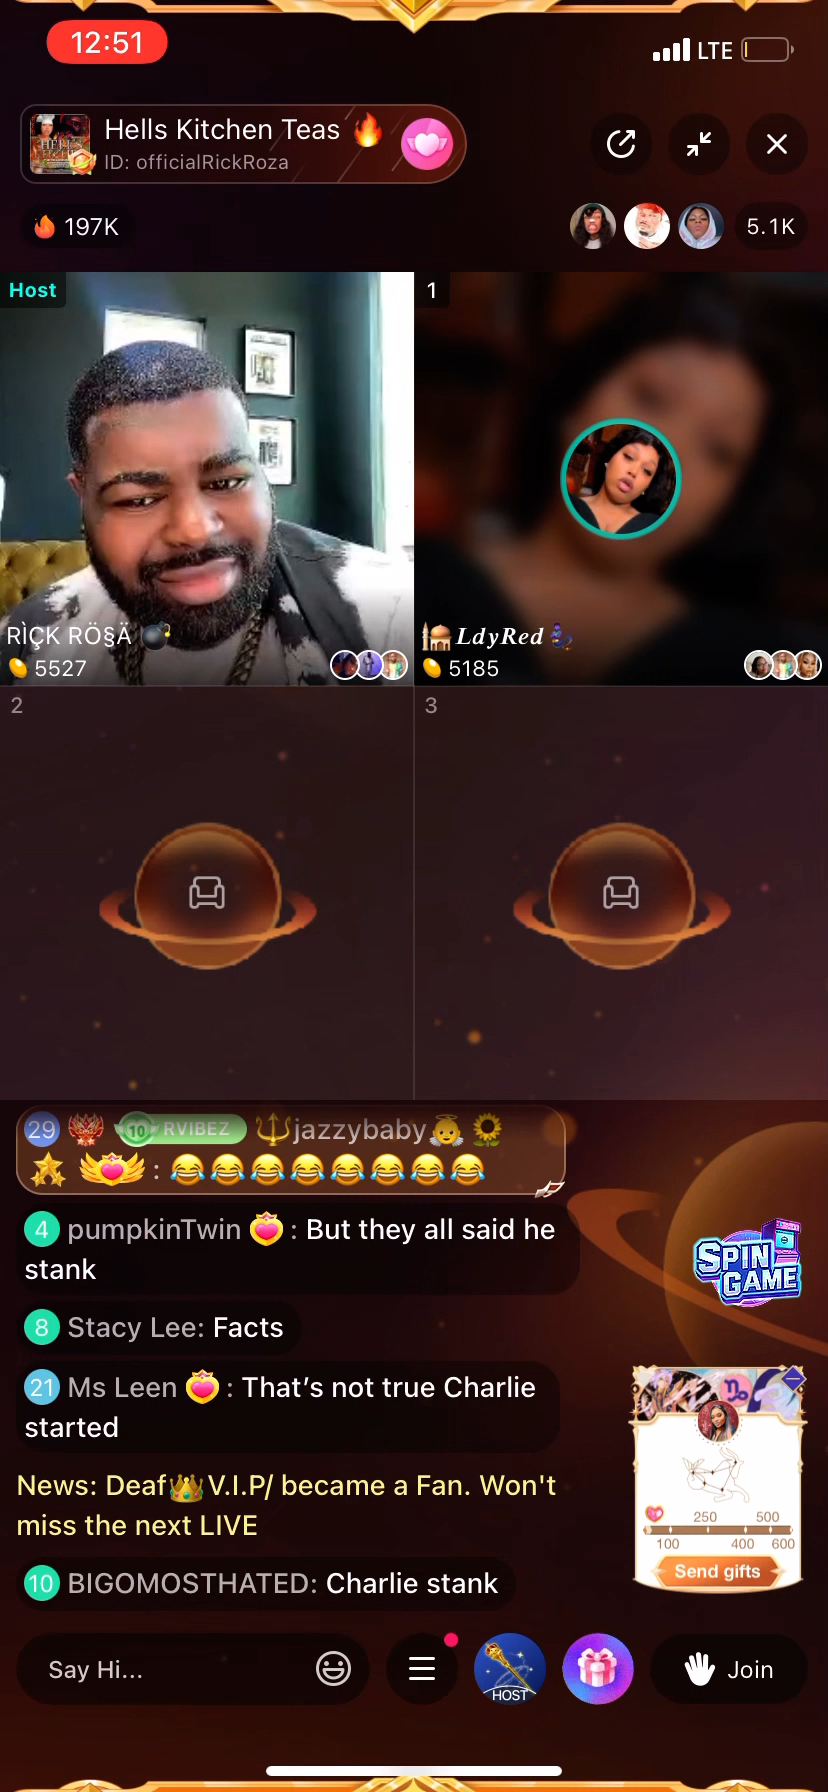 12:51
LTE
Hells Kitchen Teas 🔥
ID: officialRickRoza
197K
5.1K
Host
1
RÌÇK RÖ§Ä 💣
5527
🕌LdyRed🧞‍♀️
5185
2
3
29 10 RVIBEZ 🔱jazzybaby👼🌻
: 😂😂😂😂😂😂😂😂
4 pumpkinTwin : But they all said he
stank
8 Stacy Lee: Facts
21 Ms Leen : That's not true Charlie
started
News: Deaf👑V.I.P/ became a Fan. Won't
miss the next LIVE
10 BIGOMOSTHATED: Charlie stank
SPIN
GAME
250 500
100 400 600
Send gifts
Say Hi...
HOST
Join